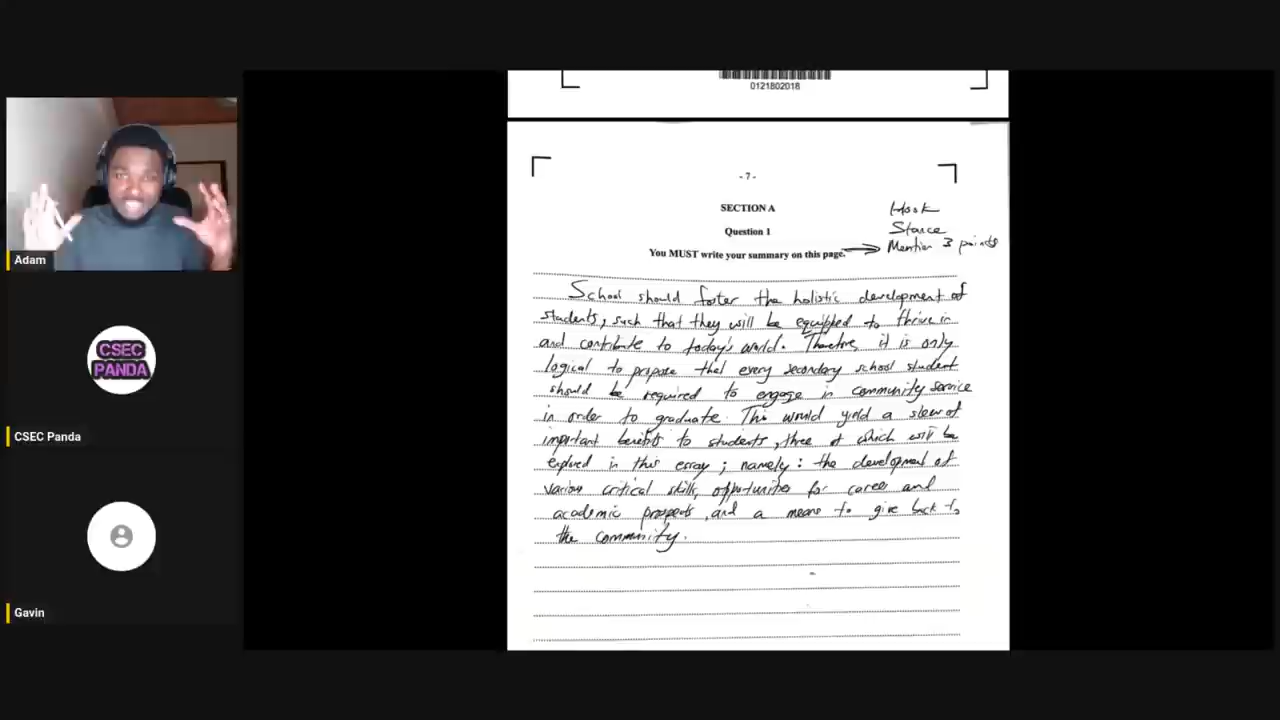 Adam
CSEC
PANDA
CSEC Panda
Gavin
0121802018
-7-
SECTION A
Question 1
You MUST write your summary on this page.
Hook
Stance
Mention 3 points
School should foster the holistic development of
students, such that they will be equipped to thrive in
and contribute to today's world. Therefore, it is only
logical to propose that every secondary school student
should be required to engage in community service
in order to graduate. This would yield a slew of
important benefits to students, three of which will be
explored in this essay; namely: the development of
various critical skills, opportunities for career and
academic prospects, and a means to give back to
the community.